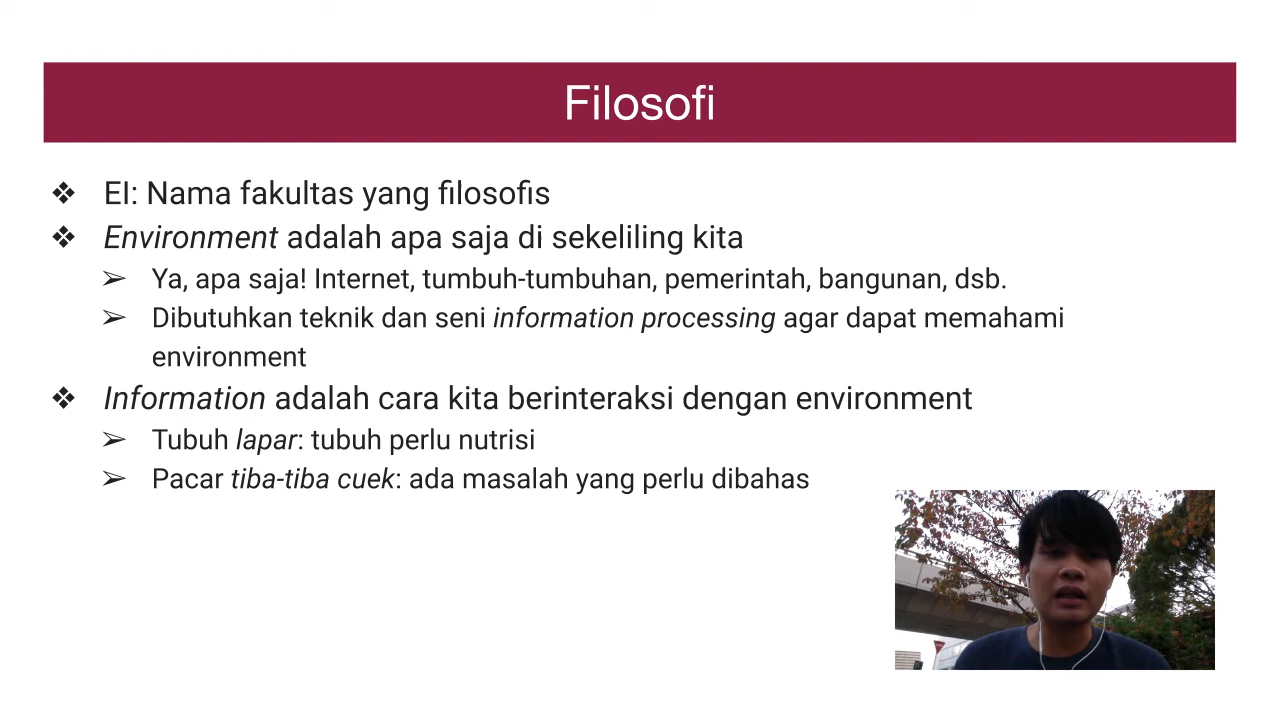 Filosofi
❖ EI: Nama fakultas yang filosofis
❖ Environment adalah apa saja di sekeliling kita
➢ Ya, apa saja! Internet, tumbuh-tumbuhan, pemerintah, bangunan, dsb.
➢ Dibutuhkan teknik dan seni information processing agar dapat memahami
environment
❖ Information adalah cara kita berinteraksi dengan environment
➢ Tubuh lapar: tubuh perlu nutrisi
➢ Pacar tiba-tiba cuek: ada masalah yang perlu dibahas